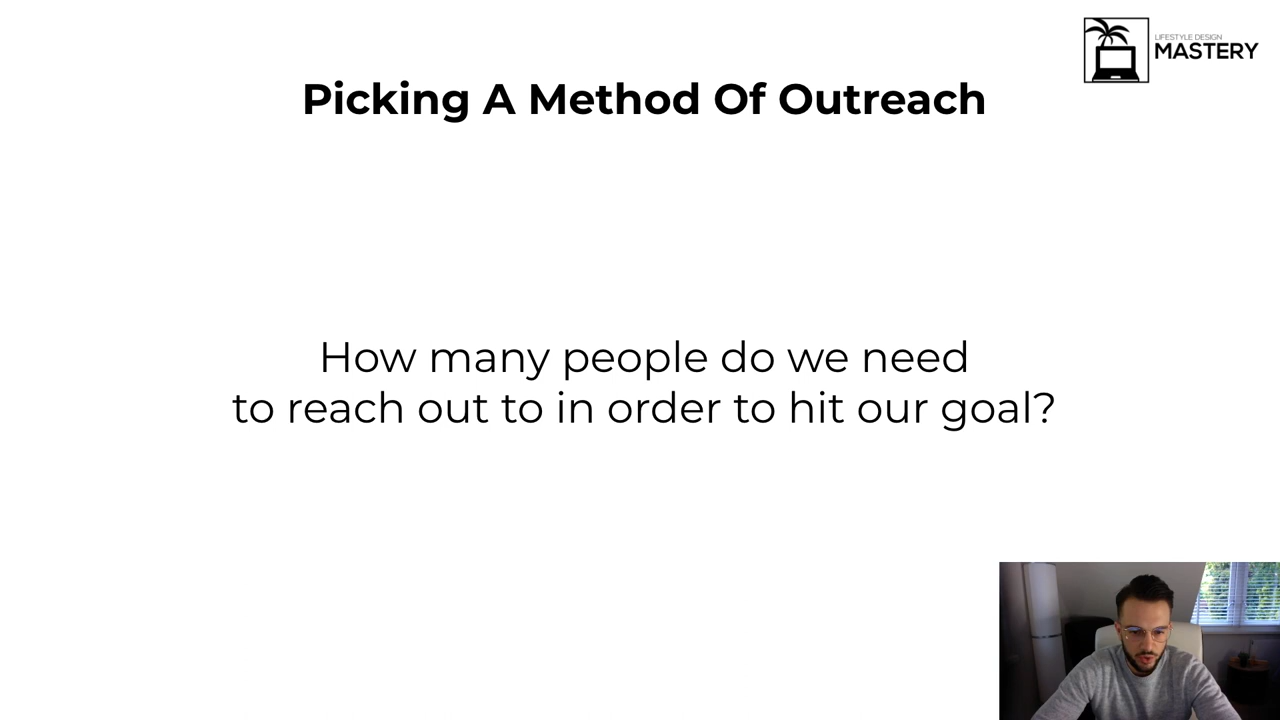 LIFESTYLE DESIGN
MASTERY
Picking A Method Of Outreach
How many people do we need
to reach out to in order to hit our goal?